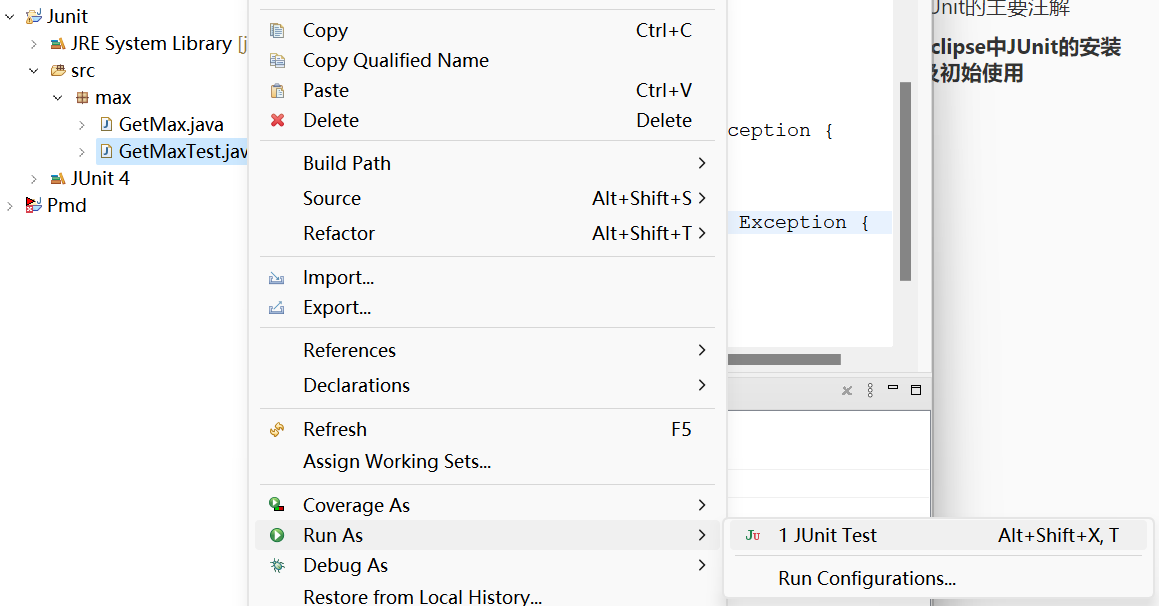 Junit
JRE System Library [j
src
max
GetMax.java
GetMaxTest.jav
JUnit 4
Pmd
Copy Ctrl+C
Copy Qualified Name
Paste Ctrl+V
Delete Delete
Build Path
Source Alt+Shift+S
Refactor Alt+Shift+T
Import...
Export...
References
Declarations
Refresh F5
Assign Working Sets...
Coverage As
Run As
Debug As
Restore from Local History...
ception {
Exception {
Unit的主要注解
clipse中JUnit的安装
及初始使用
JU 1 JUnit Test Alt+Shift+X, T
Run Configurations...